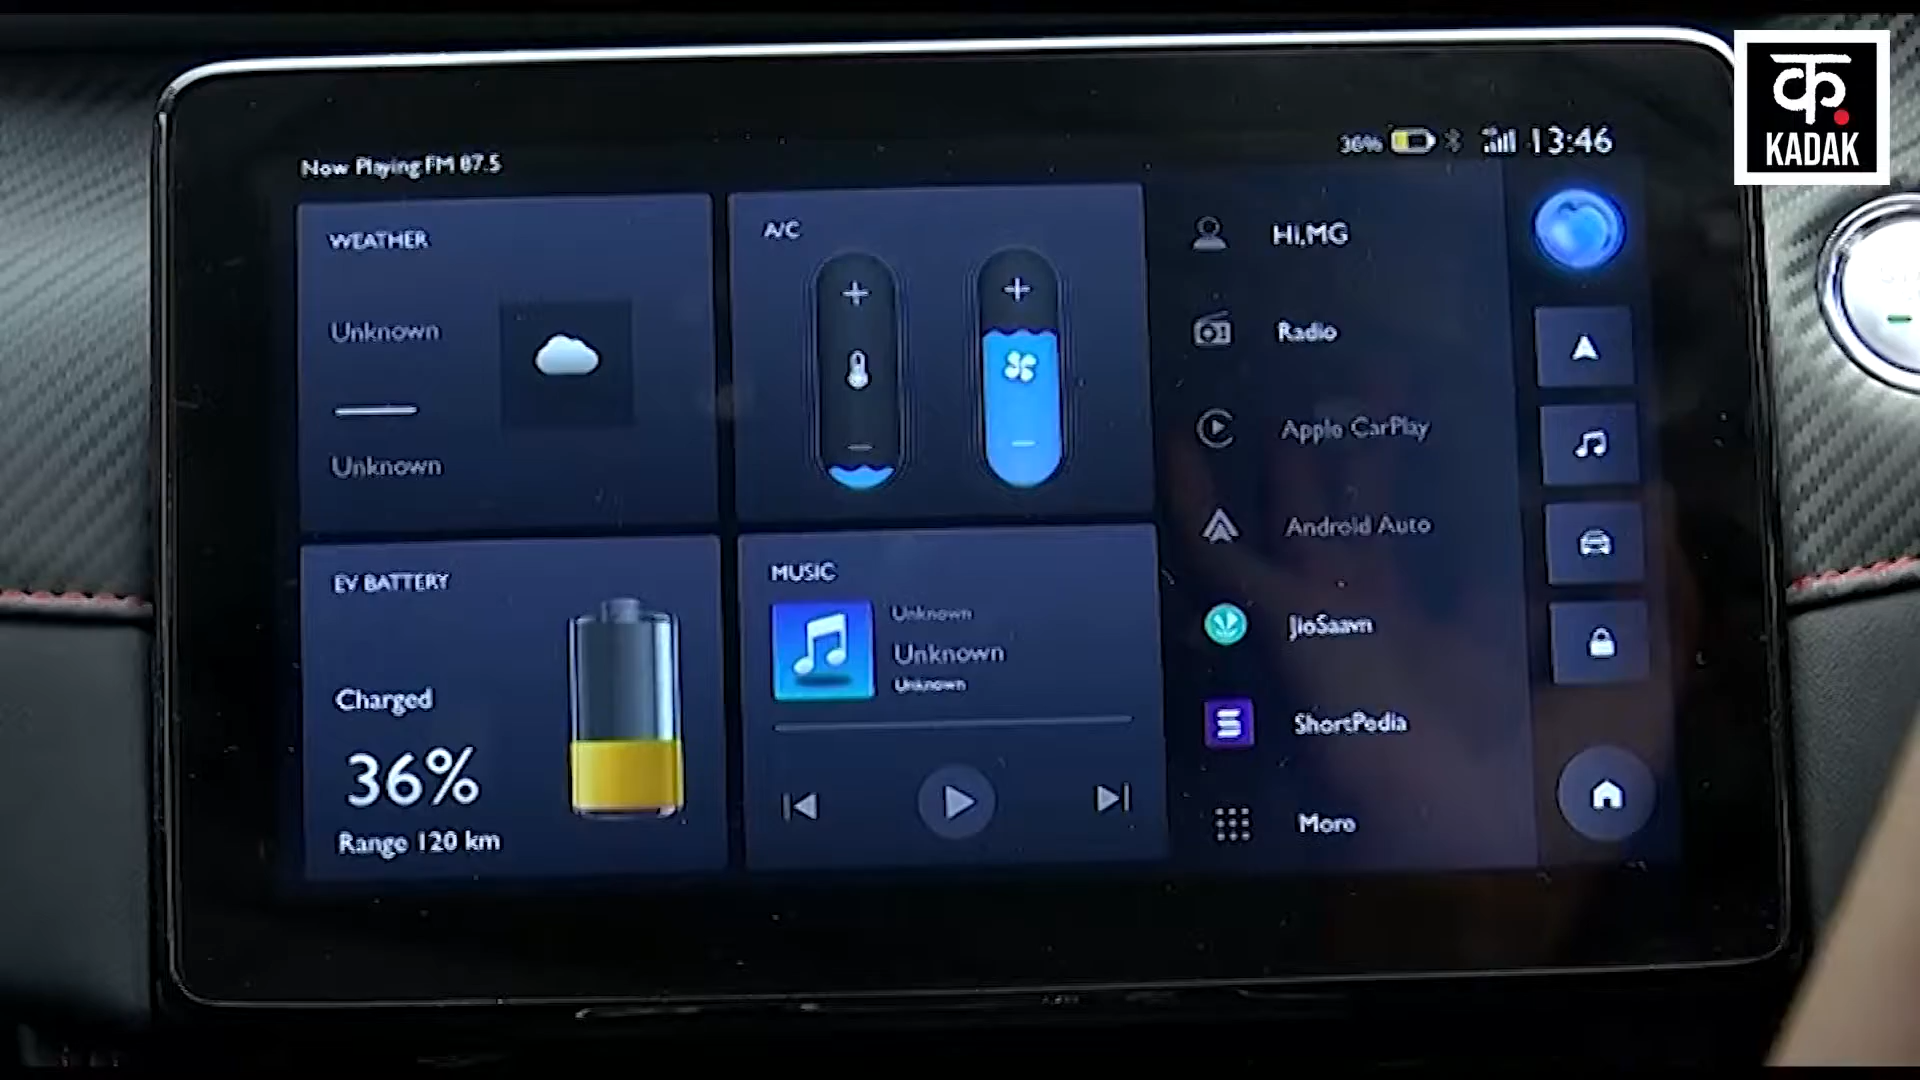 क.
KADAK
Now Playing FM 87.5
36%
13:46
WEATHER
Unknown
Unknown
A/C
EV BATTERY
Charged
36%
Range 120 km
MUSIC
Unknown
Unknown
Unknown
Hi,MG
Radio
Apple CarPlay
Android Auto
JioSaavn
ShortPedia
More